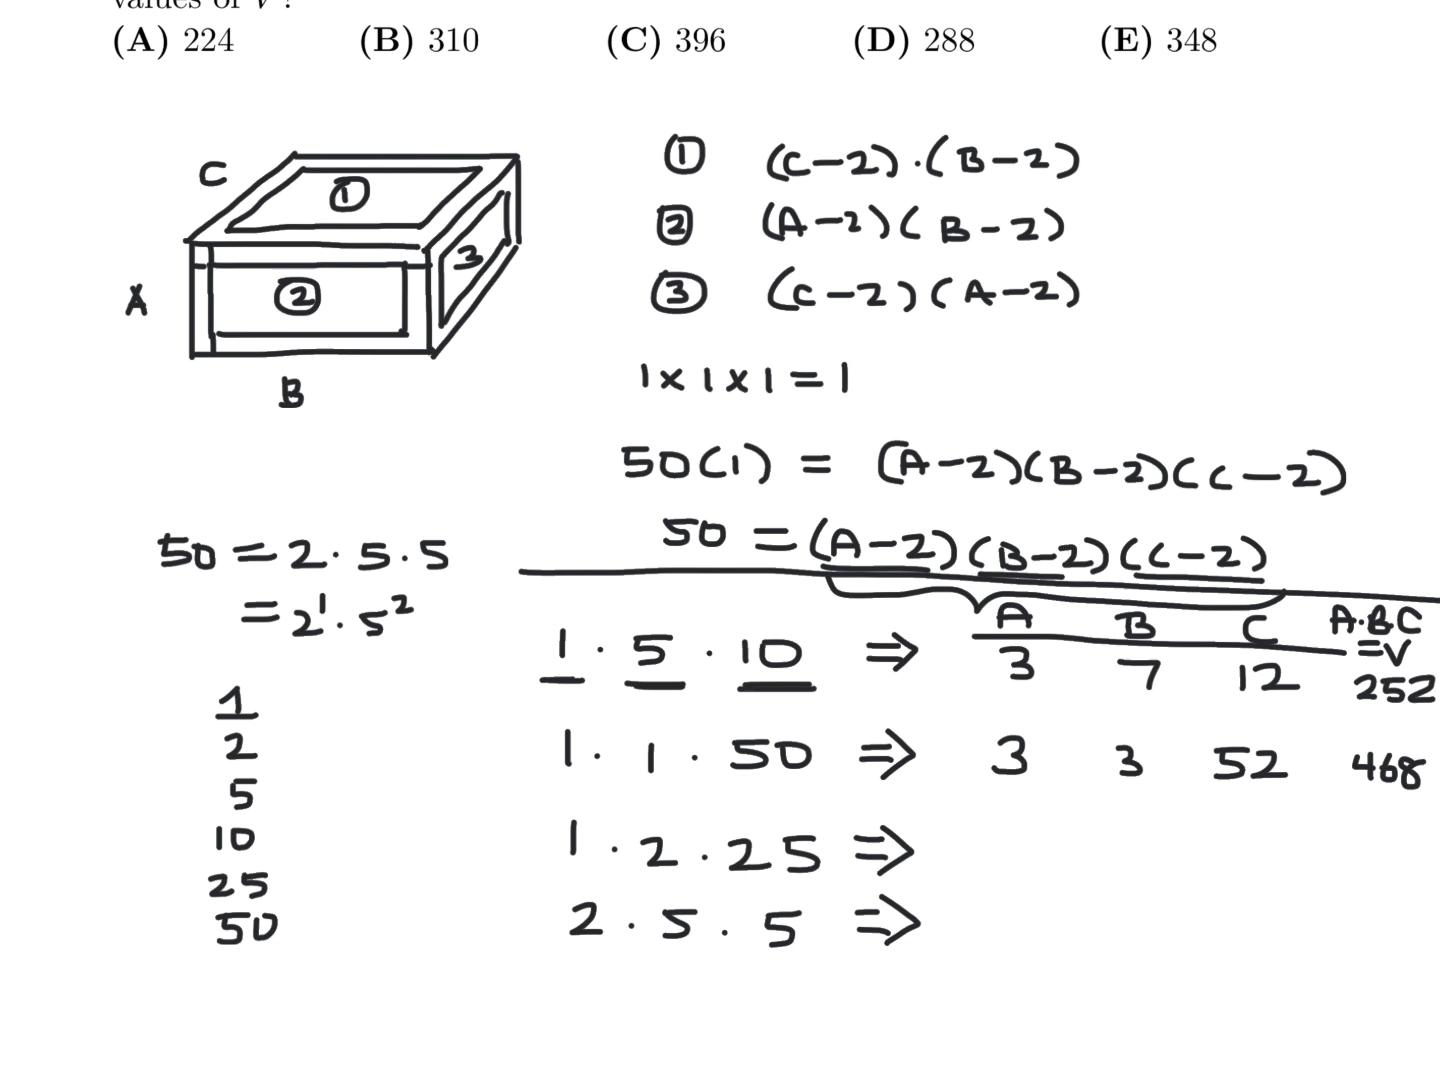 values of V ?
(A) 224 (B) 310 (C) 396 (D) 288 (E) 348
C
①
② 
3
A
B
① (C-2)·(B-2)
② (A-2)(B-2)
③ (C-2)(A-2)
1×1×1=1
50(1) = (A-2)(B-2)(C-2)
50 = (A-2)(B-2)(C-2)
50 = 2·5·5
= 2¹·5²
1
2
5
10
25
50
A B C A·BC =V
1 · 5 · 10 ⇒ 3 7 12 252
1 · 1 · 50 ⇒ 3 3 52 468
1 · 2 · 25 ⇒
2 · 5 · 5 ⇒